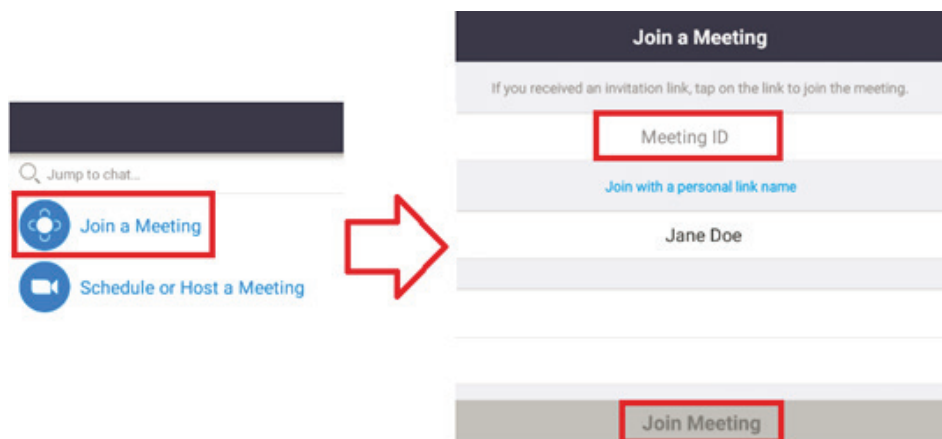 Jump to chat...
Join a Meeting
Schedule or Host a Meeting
Join a Meeting
If you received an invitation link, tap on the link to join the meeting.
Meeting ID
Join with a personal link name
Jane Doe
Join Meeting